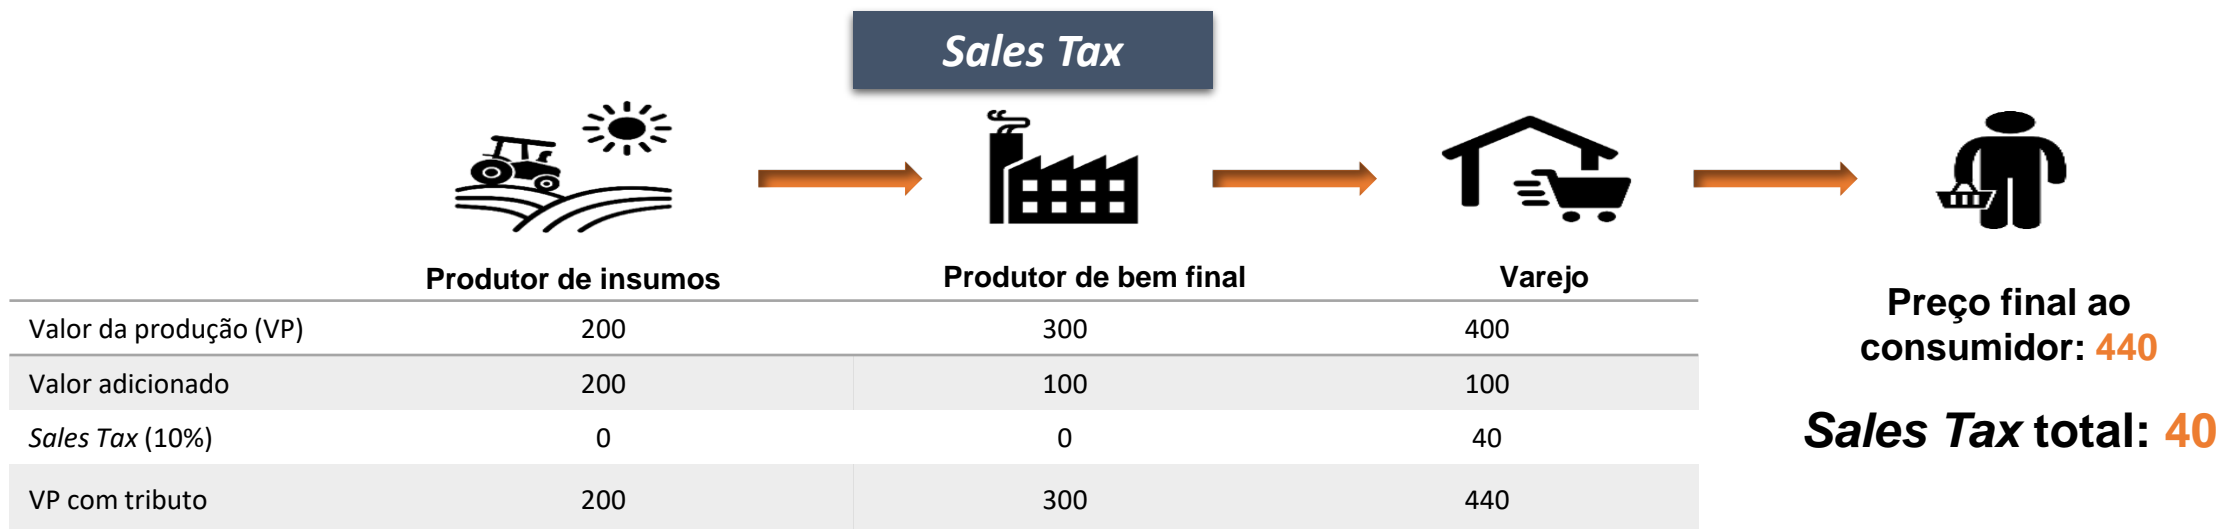 Sales Tax
Produtor de insumos Produtor de bem final Varejo
Valor da produção (VP) 200 300 400
Valor adicionado 200 100 100
Sales Tax (10%) 0 0 40
VP com tributo 200 300 440
Preço final ao
consumidor: 440
Sales Tax total: 40